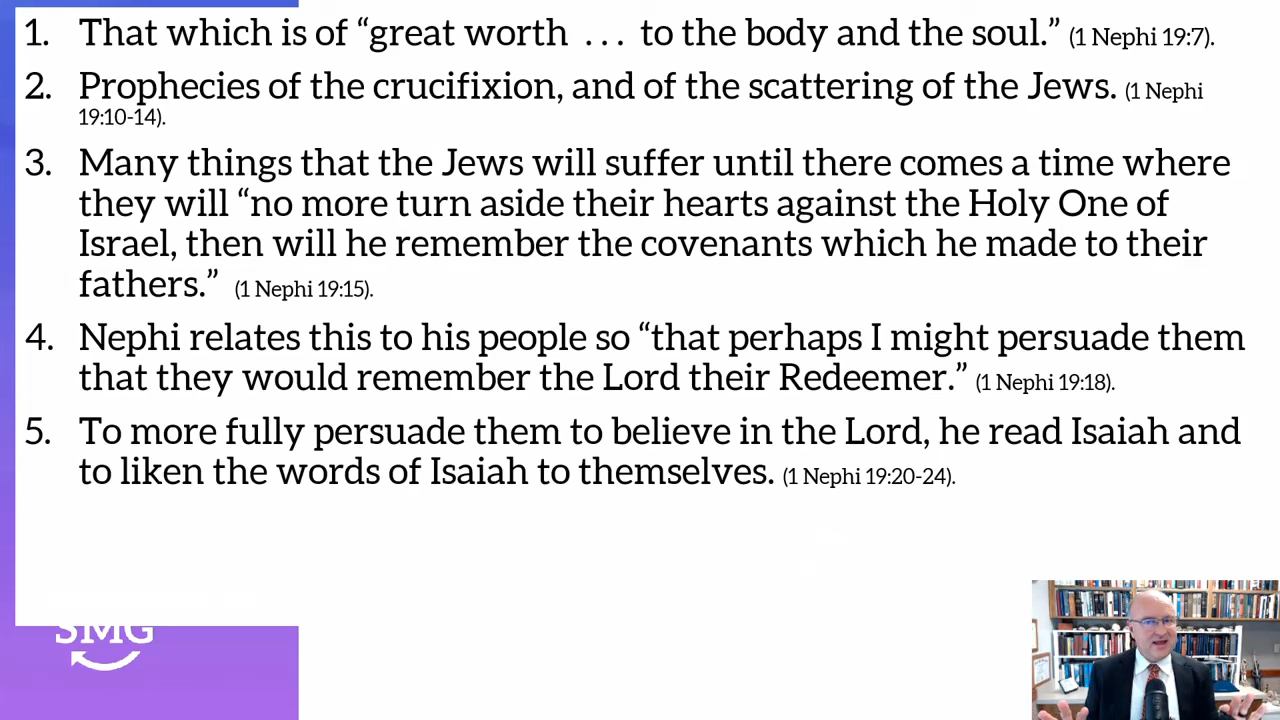 1. That which is of “great worth ... to the body and the soul.” (1 Nephi 19:7).
2. Prophecies of the crucifixion, and of the scattering of the Jews. (1 Nephi
19:10-14).
3. Many things that the Jews will suffer until there comes a time where
they will “no more turn aside their hearts against the Holy One of
Israel, then will he remember the covenants which he made to their
fathers.” (1 Nephi 19:15).
4. Nephi relates this to his people so “that perhaps I might persuade them
that they would remember the Lord their Redeemer.” (1 Nephi 19:18).
5. To more fully persuade them to believe in the Lord, he read Isaiah and
to liken the words of Isaiah to themselves. (1 Nephi 19:20-24).
SMG